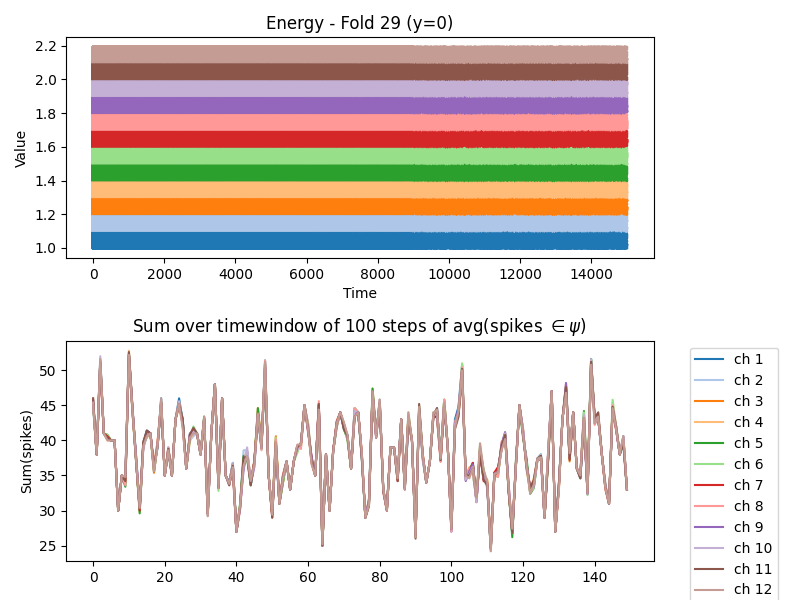 Energy - Fold 29 (y=0)
Value
2.2
2.0
1.8
1.6
1.4
1.2
1.0
0 2000 4000 6000 8000 10000 12000 14000
Time
Sum over timewindow of 100 steps of avg(spikes ∈ ψ)
Sum(spikes)
50
45
40
35
30
25
0 20 40 60 80 100 120 140
ch 1
ch 2
ch 3
ch 4
ch 5
ch 6
ch 7
ch 8
ch 9
ch 10
ch 11
ch 12